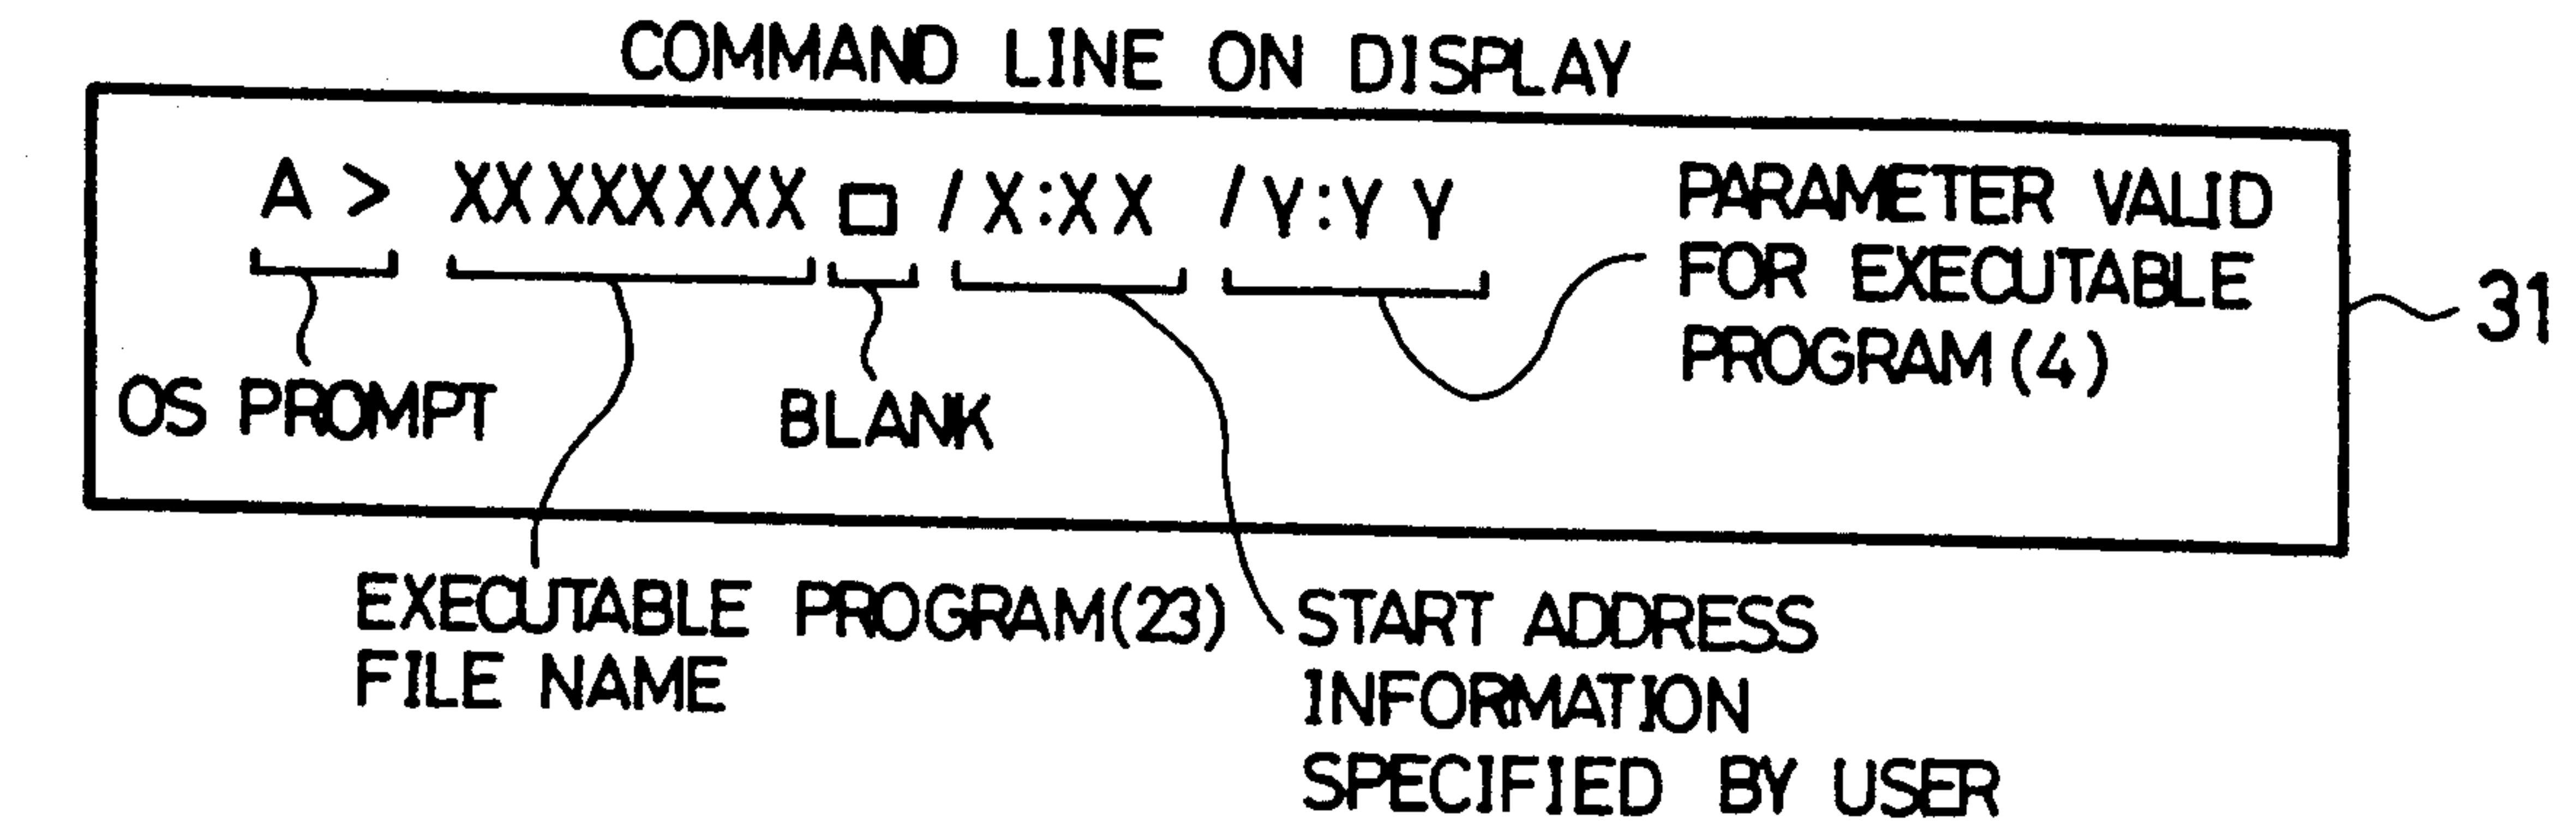 COMMAND LINE ON DISPLAY
A > XXXXXXXX □ /X:XX /Y:YY
PARAMETER VALID
FOR EXECUTABLE
PROGRAM(4)
31
OS PROMPT
BLANK
EXECUTABLE PROGRAM(23)
FILE NAME
START ADDRESS
INFORMATION
SPECIFIED BY USER